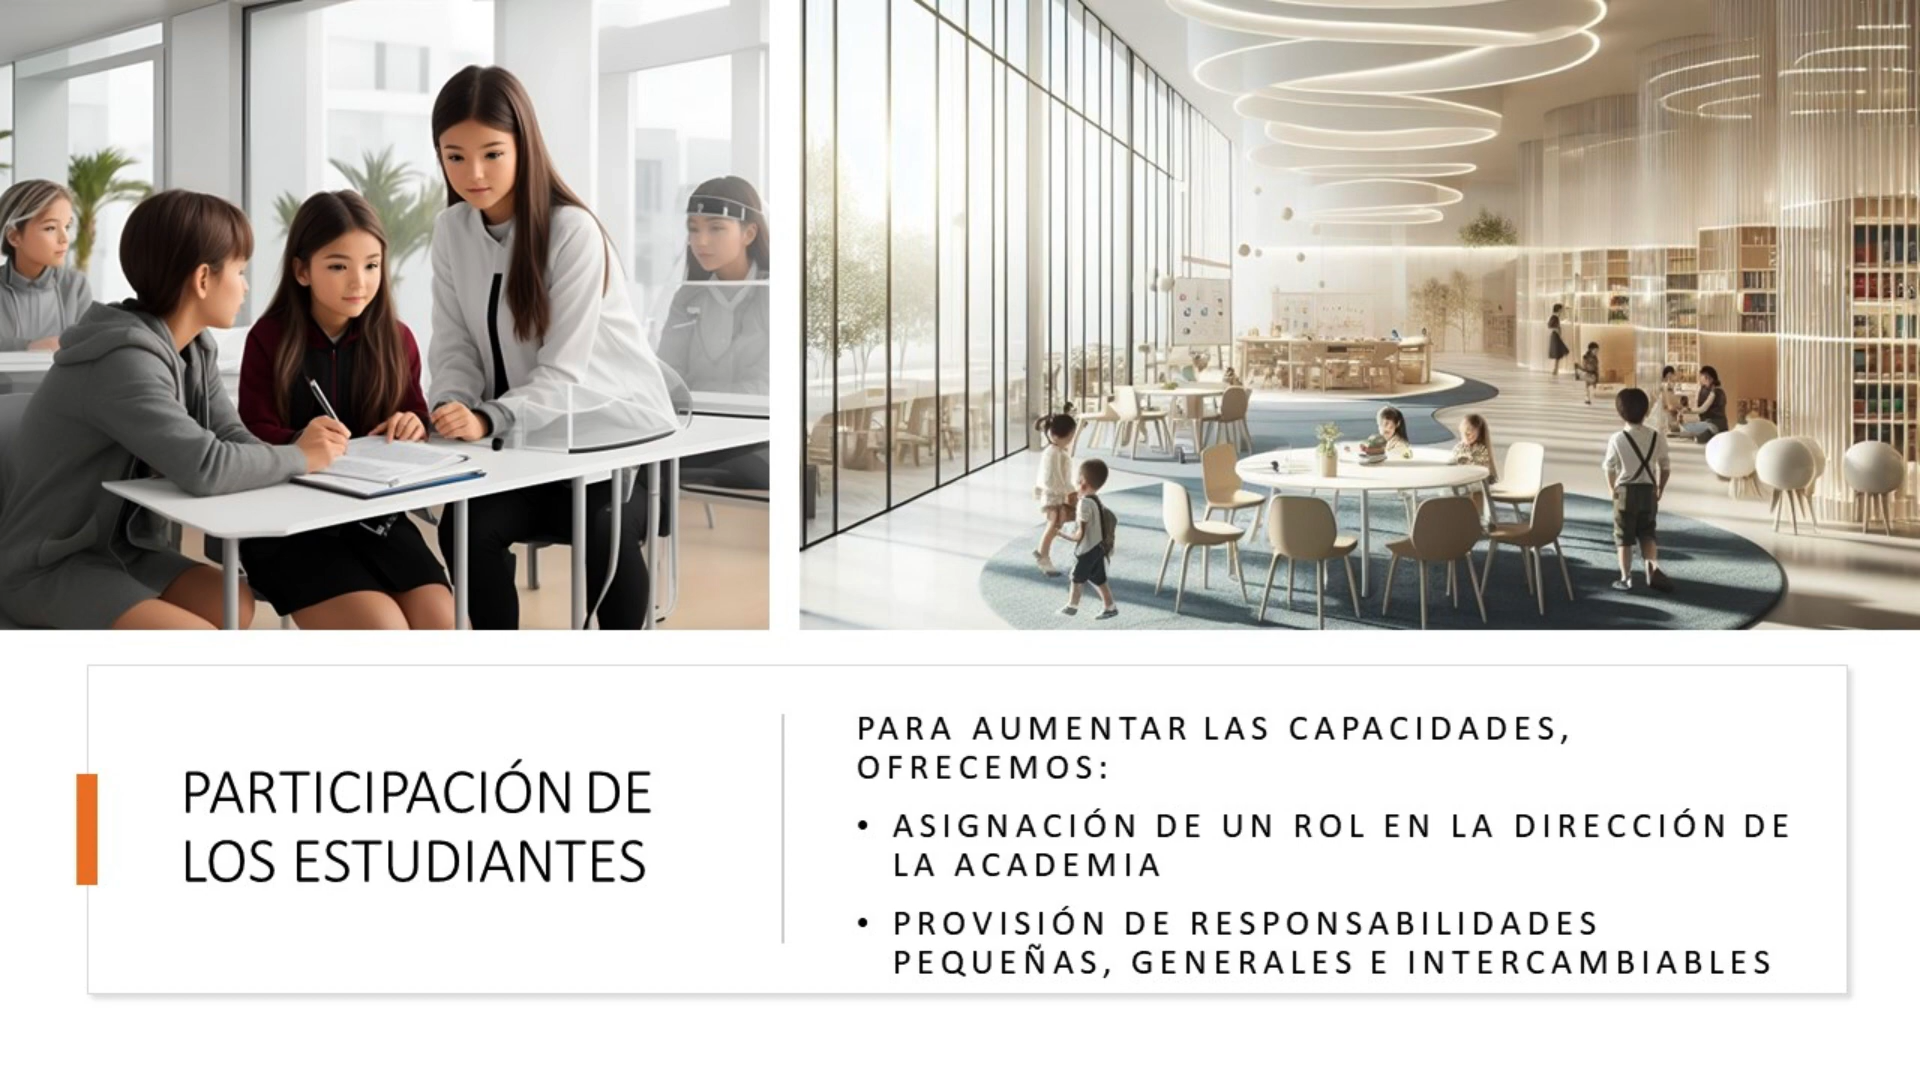 PARTICIPACIÓN DE
LOS ESTUDIANTES
PARA AUMENTAR LAS CAPACIDADES,
OFRECEMOS:
• ASIGNACIÓN DE UN ROL EN LA DIRECCIÓN DE
LA ACADEMIA
• PROVISIÓN DE RESPONSABILIDADES
PEQUEÑAS, GENERALES E INTERCAMBIABLES